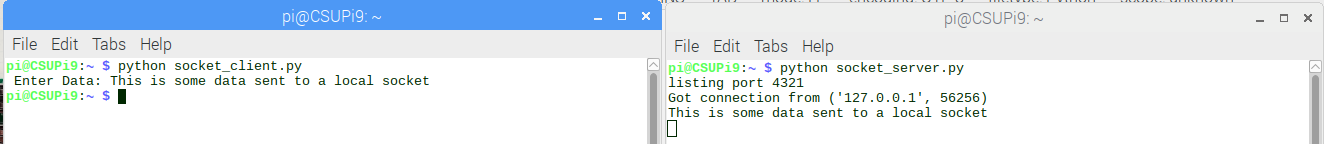 pi@CSUPi9: ~
File Edit Tabs Help
pi@CSUPi9:~ $ python socket_client.py
Enter Data: This is some data sent to a local socket
pi@CSUPi9:~ $
pi@CSUPi9: ~
File Edit Tabs Help
pi@CSUPi9:~ $ python socket_server.py
listing port 4321
Got connection from ('127.0.0.1', 56256)
This is some data sent to a local socket